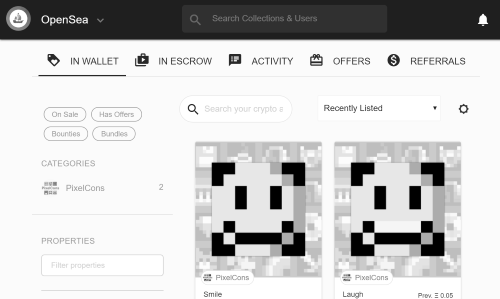 OpenSea
Search Collections & Users
IN WALLET
IN ESCROW
ACTIVITY
OFFERS
REFERRALS
On Sale
Has Offers
Bounties
Bundles
Search your crypto s
Recently Listed
CATEGORIES
PixelCons
2
PROPERTIES
Filter properties
PixelCons
Smile
PixelCons
Laugh
Prev. Ξ 0.05